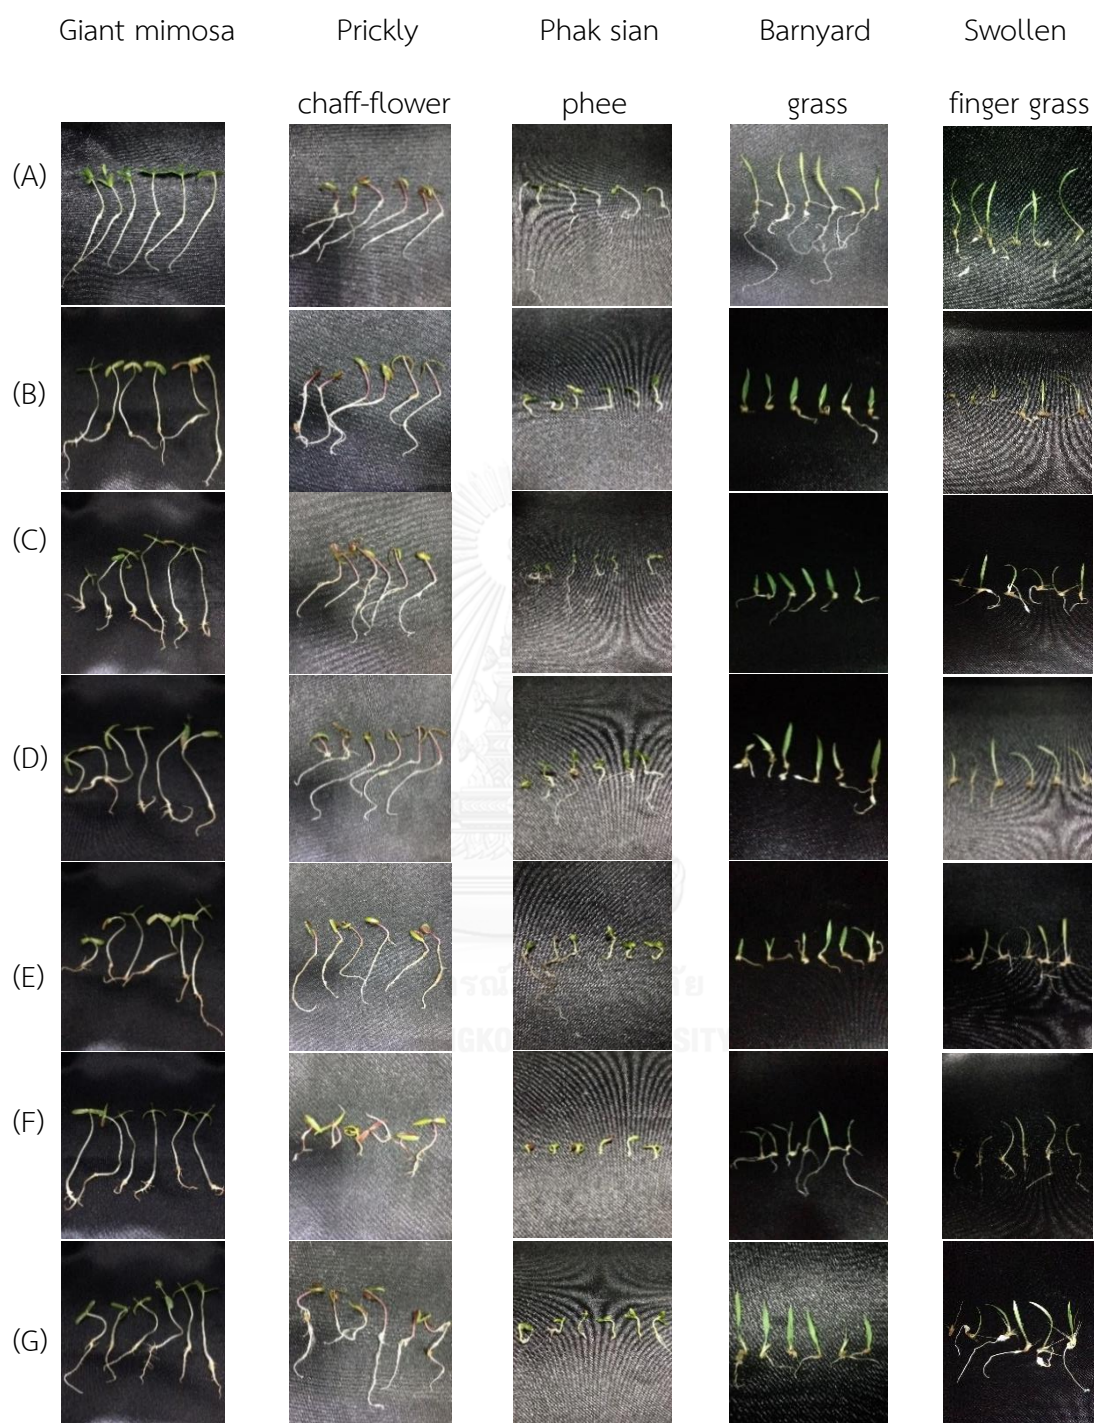 Giant mimosa Prickly Phak sian Barnyard Swollen
chaff-flower phee grass finger grass
(A)
(B)
(C)
(D)
(E)
(F)
(G)